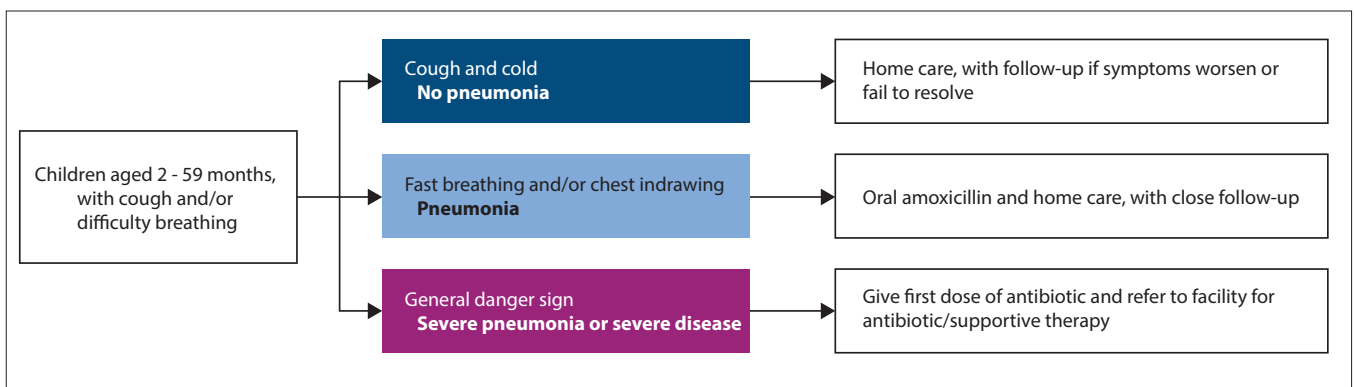 Cough and cold
No pneumonia
Home care, with follow-up if symptoms worsen or
fail to resolve
Children aged 2 - 59 months,
with cough and/or
difficulty breathing
Fast breathing and/or chest indrawing
Pneumonia
Oral amoxicillin and home care, with close follow-up
General danger sign
Severe pneumonia or severe disease
Give first dose of antibiotic and refer to facility for
antibiotic/supportive therapy